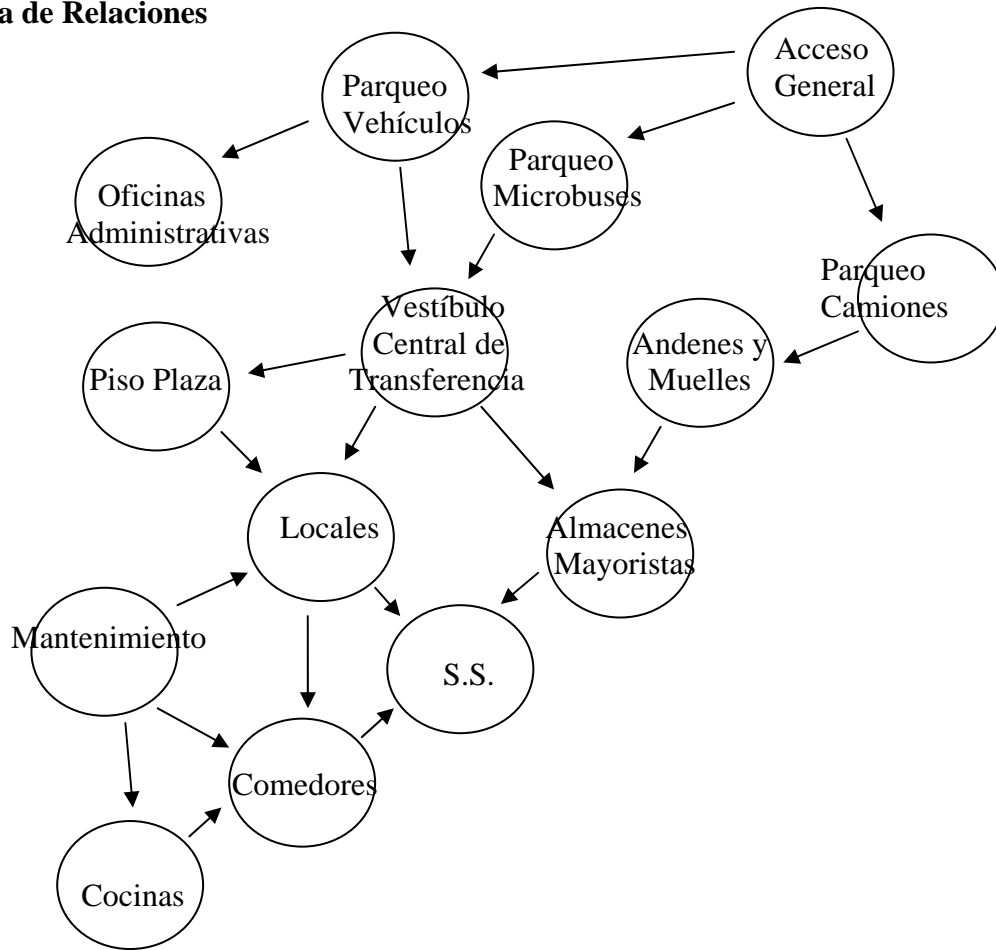 a de Relaciones
Acceso
General
Parqueo
Vehículos
Parqueo
Microbuses
Oficinas
Administrativas
Parqueo
Camiones
Vestíbulo
Central de
Transferencia
Andenes y
Muelles
Piso Plaza
Locales
Almacenes
Mayoristas
Mantenimiento
S.S.
Comedores
Cocinas